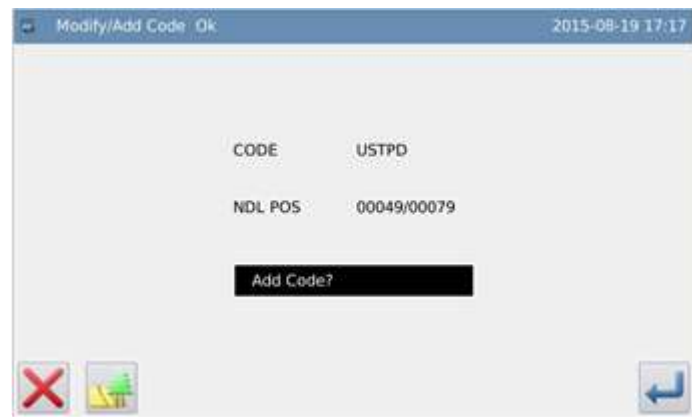 Modify/Add Code Ok 2015-08-19 17:17
CODE USTPD
NDL POS 00049/00079
Add Code?